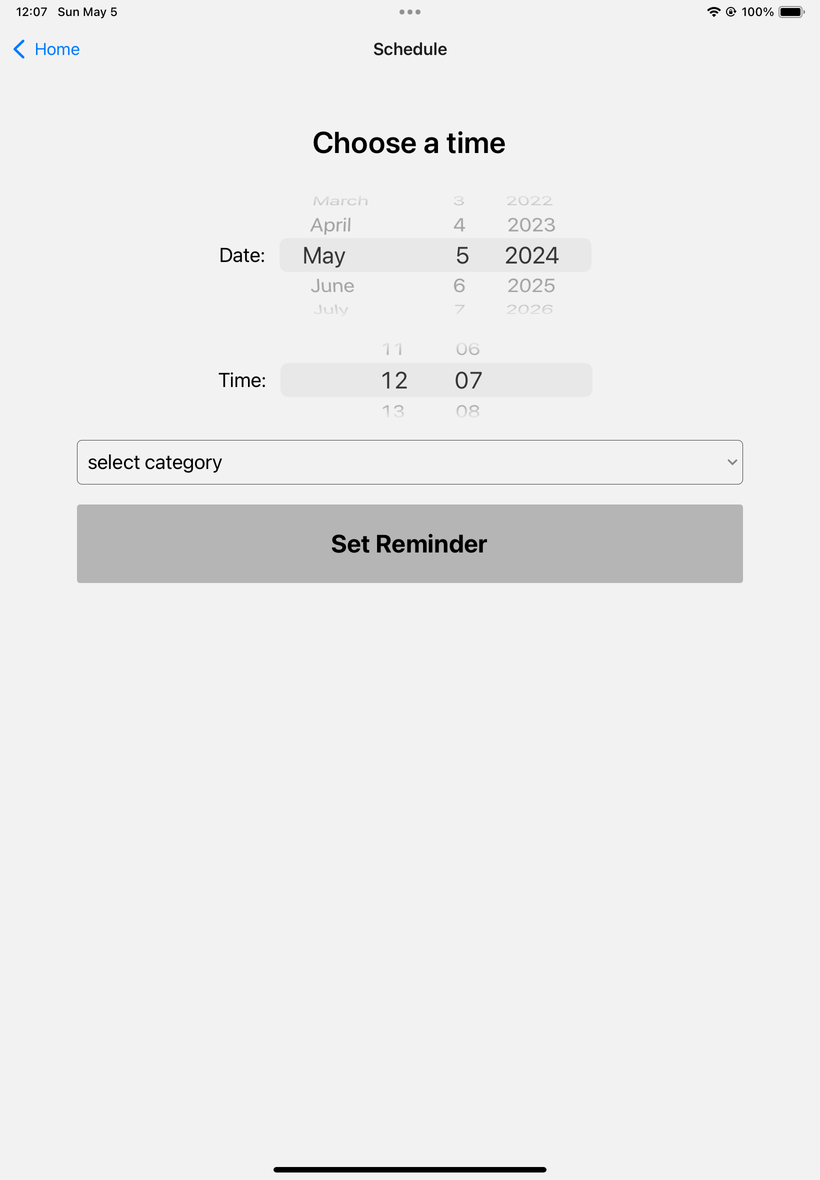 12:07 Sun May 5 100%
Home Schedule
Choose a time
March 3 2022
April 4 2023
Date: May 5 2024
June 6 2025
July 7 2026
11 06
Time: 12 07
13 08
select category
Set Reminder